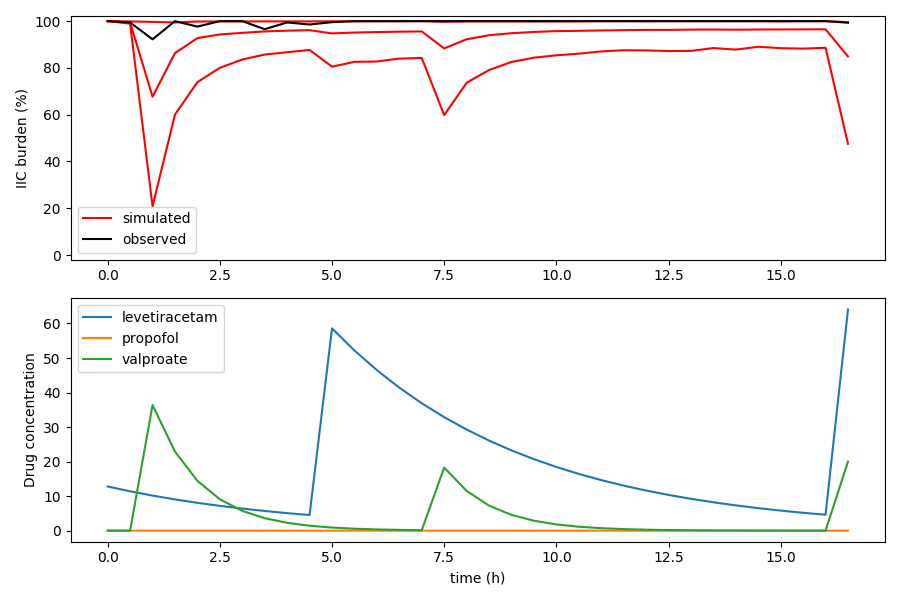 100
80
60
40
20
0
IIC burden (%)
simulated
observed
0.0 2.5 5.0 7.5 10.0 12.5 15.0
levetiracetam
propofol
valproate
60
50
40
30
20
10
0
Drug concentration
0.0 2.5 5.0 7.5 10.0 12.5 15.0
time (h)